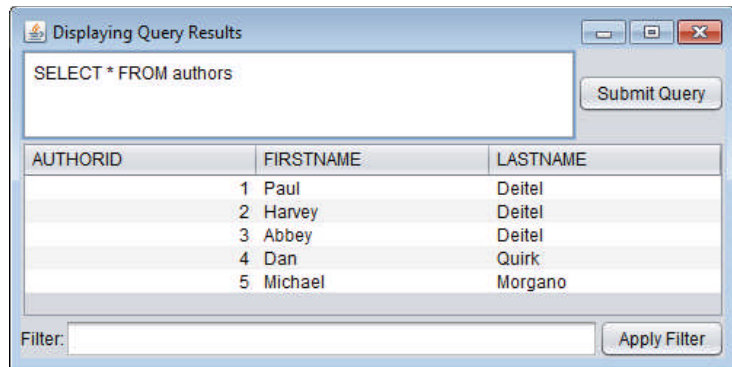 Displaying Query Results
SELECT * FROM authors
Submit Query
AUTHORID FIRSTNAME LASTNAME
1 Paul Deitel
2 Harvey Deitel
3 Abbey Deitel
4 Dan Quirk
5 Michael Morgano
Filter: Apply Filter